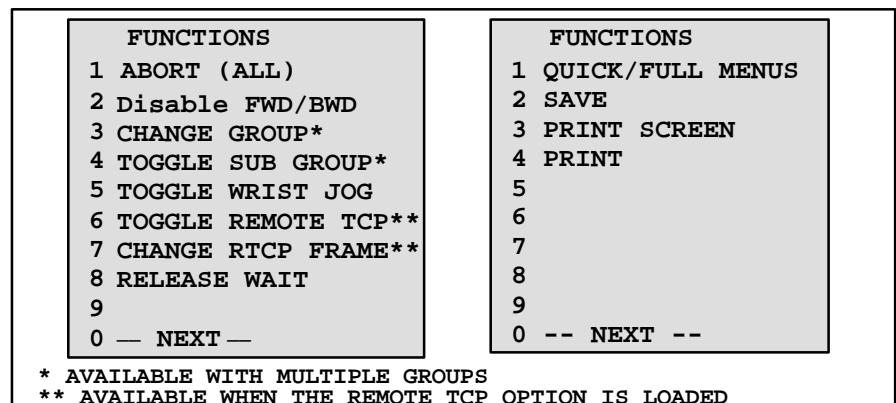 FUNCTIONS
1 ABORT (ALL)
2 Disable FWD/BWD
3 CHANGE GROUP*
4 TOGGLE SUB GROUP*
5 TOGGLE WRIST JOG
6 TOGGLE REMOTE TCP**
7 CHANGE RTCP FRAME**
8 RELEASE WAIT
9
0 –– NEXT ––
FUNCTIONS
1 QUICK/FULL MENUS
2 SAVE
3 PRINT SCREEN
4 PRINT
5
6
7
8
9
0 -- NEXT --
* AVAILABLE WITH MULTIPLE GROUPS
** AVAILABLE WHEN THE REMOTE TCP OPTION IS LOADED